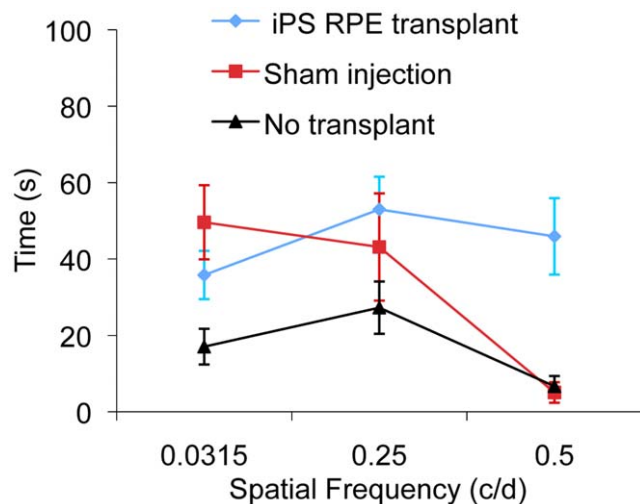 iPS RPE transplant
Sham injection
No transplant
Time (s)
100
80
60
40
20
0
0.0315 0.25 0.5
Spatial Frequency (c/d)